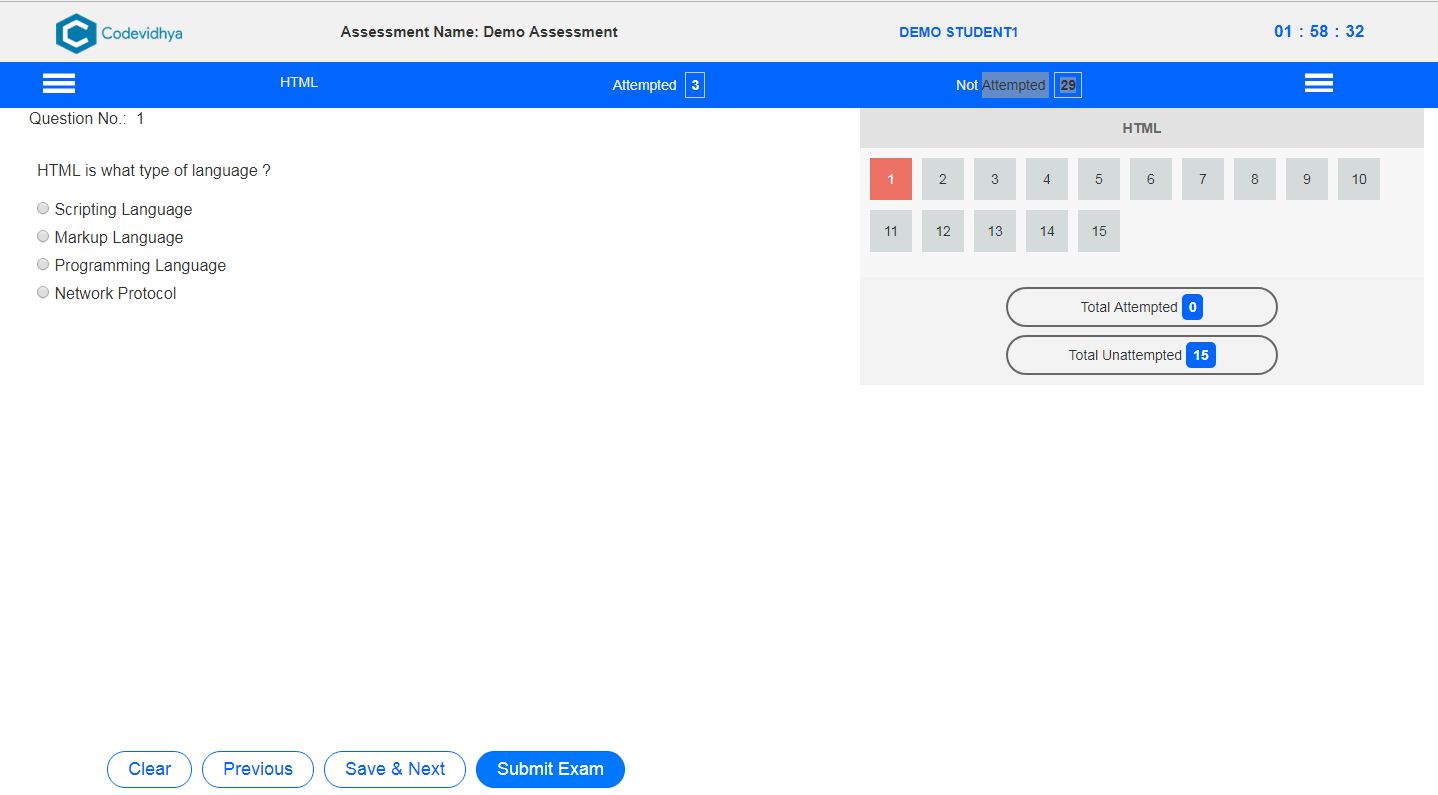 Codevidhya
Assessment Name: Demo Assessment
DEMO STUDENT1
01 : 58 : 32
HTML
Attempted 3
Not Attempted 29
Question No.: 1
HTML is what type of language ?
Scripting Language
Markup Language
Programming Language
Network Protocol
HTML
1 2 3 4 5 6 7 8 9 10
11 12 13 14 15
Total Attempted 0
Total Unattempted 15
Clear
Previous
Save & Next
Submit Exam